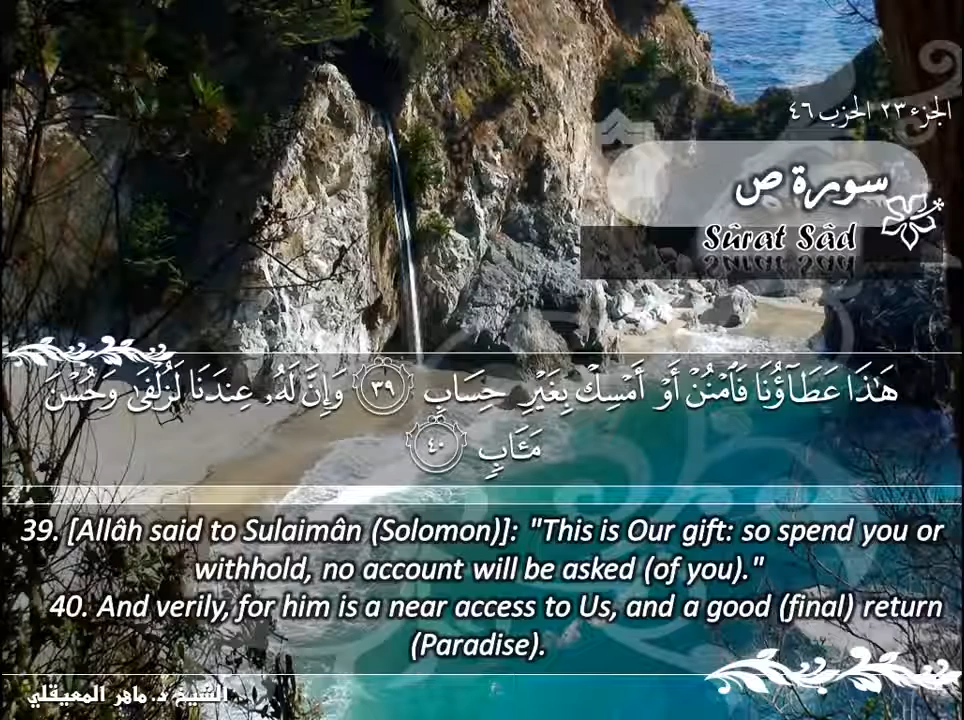 الجزء ٢٣ الحزب ٤٦
سورة ص
Sûrat Sâd
هَـٰذَا عَطَآؤُنَا فَٱمْنُنْ أَوْ أَمْسِكْ بِغَيْرِ حِسَابٍ ٣٩ وَإِنَّ لَهُۥ عِندَنَا لَزُلْفَىٰ وَحُسْنَ
مَـَٔابٍ ٤٠
39. [Allâh said to Sulaimân (Solomon)]: "This is Our gift: so spend you or
withhold, no account will be asked (of you)."
40. And verily, for him is a near access to Us, and a good (final) return
(Paradise).
الشيخ د. ماهر المعيقلي